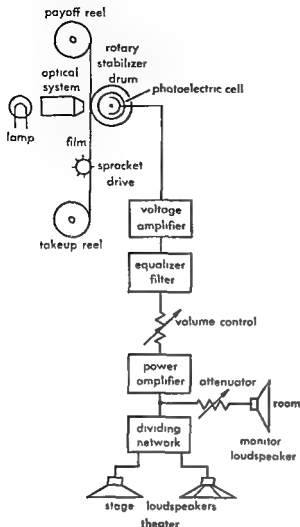 payoff reel
rotary
stabilizer
drum
optical
system
photoelectric cell
lamp
film
sprocket
drive
takeup reel
voltage
amplifier
equalizer
filter
volume control
power
amplifier
attenuator
room
monitor
loudspeaker
dividing
network
stage loudspeakers
theater